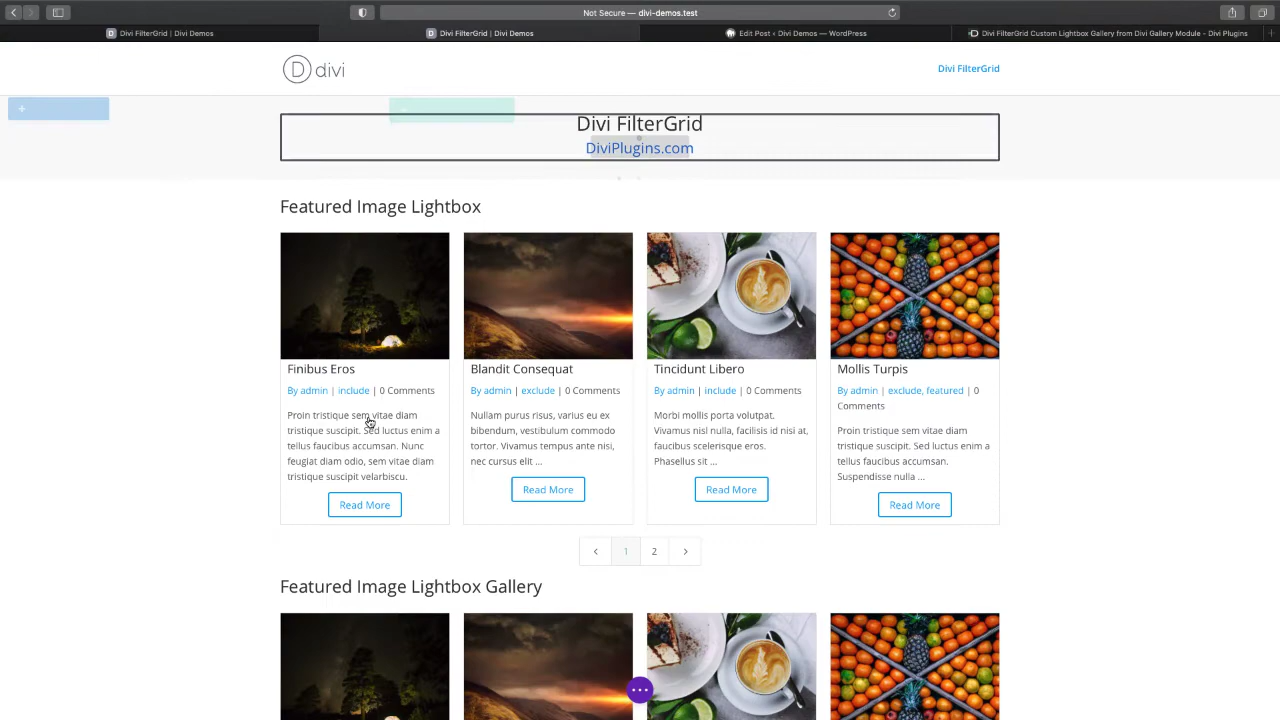 Not Secure — divi-demos.test
Divi FilterGrid | Divi Demos
Divi FilterGrid | Divi Demos
Edit Post ‹ Divi Demos — WordPress
Divi FilterGrid Custom Lightbox Gallery from Divi Gallery Module - Divi Plugins
D divi
Divi FilterGrid
Divi FilterGrid
DiviPlugins.com
Featured Image Lightbox
Finibus Eros
By admin | include | 0 Comments
Proin tristique sem vitae diam
tristique suscipit. Sed luctus enim a
tellus faucibus accumsan. Nunc
feugiat diam odio, sem vitae diam
tristique suscipit velarbiscu.
Read More
Blandit Consequat
By admin | exclude | 0 Comments
Nullam purus risus, varius eu ex
bibendum, vestibulum commodo
tortor. Vivamus tempus ante nisi,
nec cursus elit ...
Read More
Tincidunt Libero
By admin | include | 0 Comments
Morbi mollis porta volutpat.
Vivamus nisl nulla, facilisis id nisi at,
faucibus scelerisque eros.
Phasellus sit ...
Read More
Mollis Turpis
By admin | exclude, featured | 0
Comments
Proin tristique sem vitae diam
tristique suscipit. Sed luctus enim a
tellus faucibus accumsan.
Suspendisse nulla ...
Read More
1 2
Featured Image Lightbox Gallery